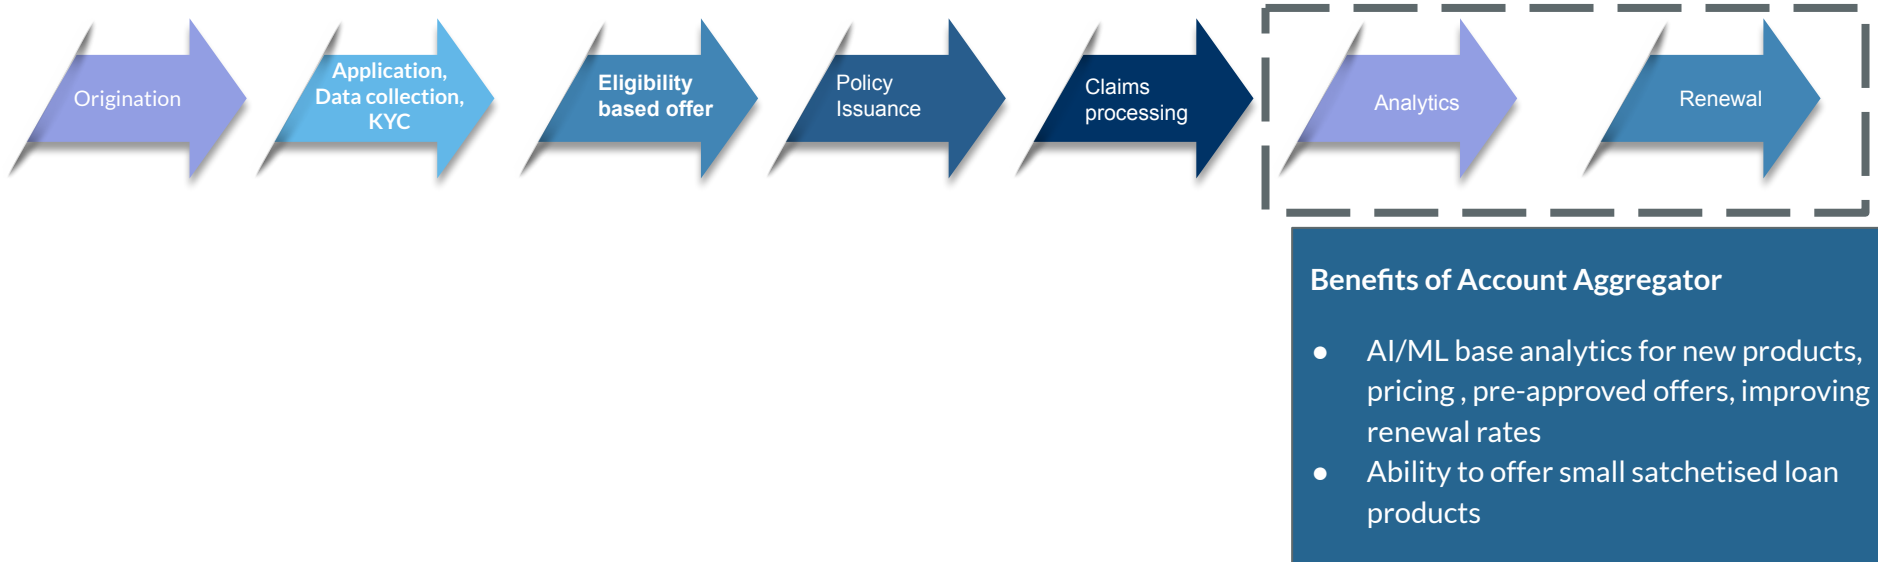 Origination
Application,
Data collection,
KYC
Eligibility
based offer
Policy
Issuance
Claims
processing
Analytics
Renewal
Benefits of Account Aggregator
● AI/ML base analytics for new products,
pricing , pre-approved offers, improving
renewal rates
● Ability to offer small satchetised loan
products